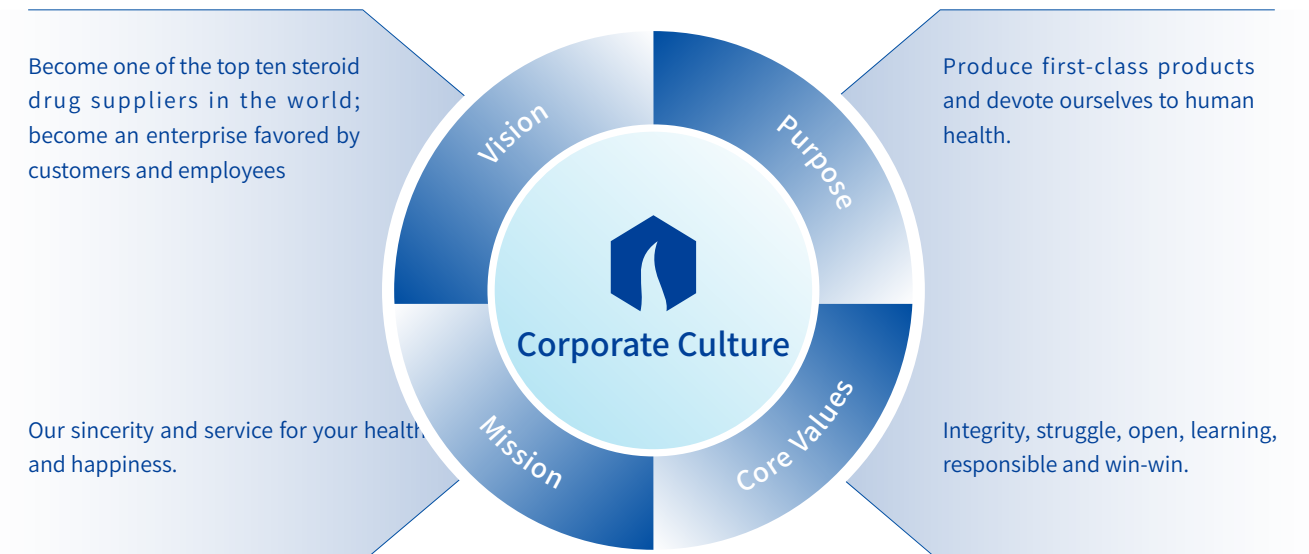 Become one of the top ten steroid
drug suppliers in the world;
become an enterprise favored by
customers and employees
Vision
Purpose
Produce first-class products
and devote ourselves to human
health.
Corporate Culture
Our sincerity and service for your health
and happiness.
Mission
Core Values
Integrity, struggle, open, learning,
responsible and win-win.